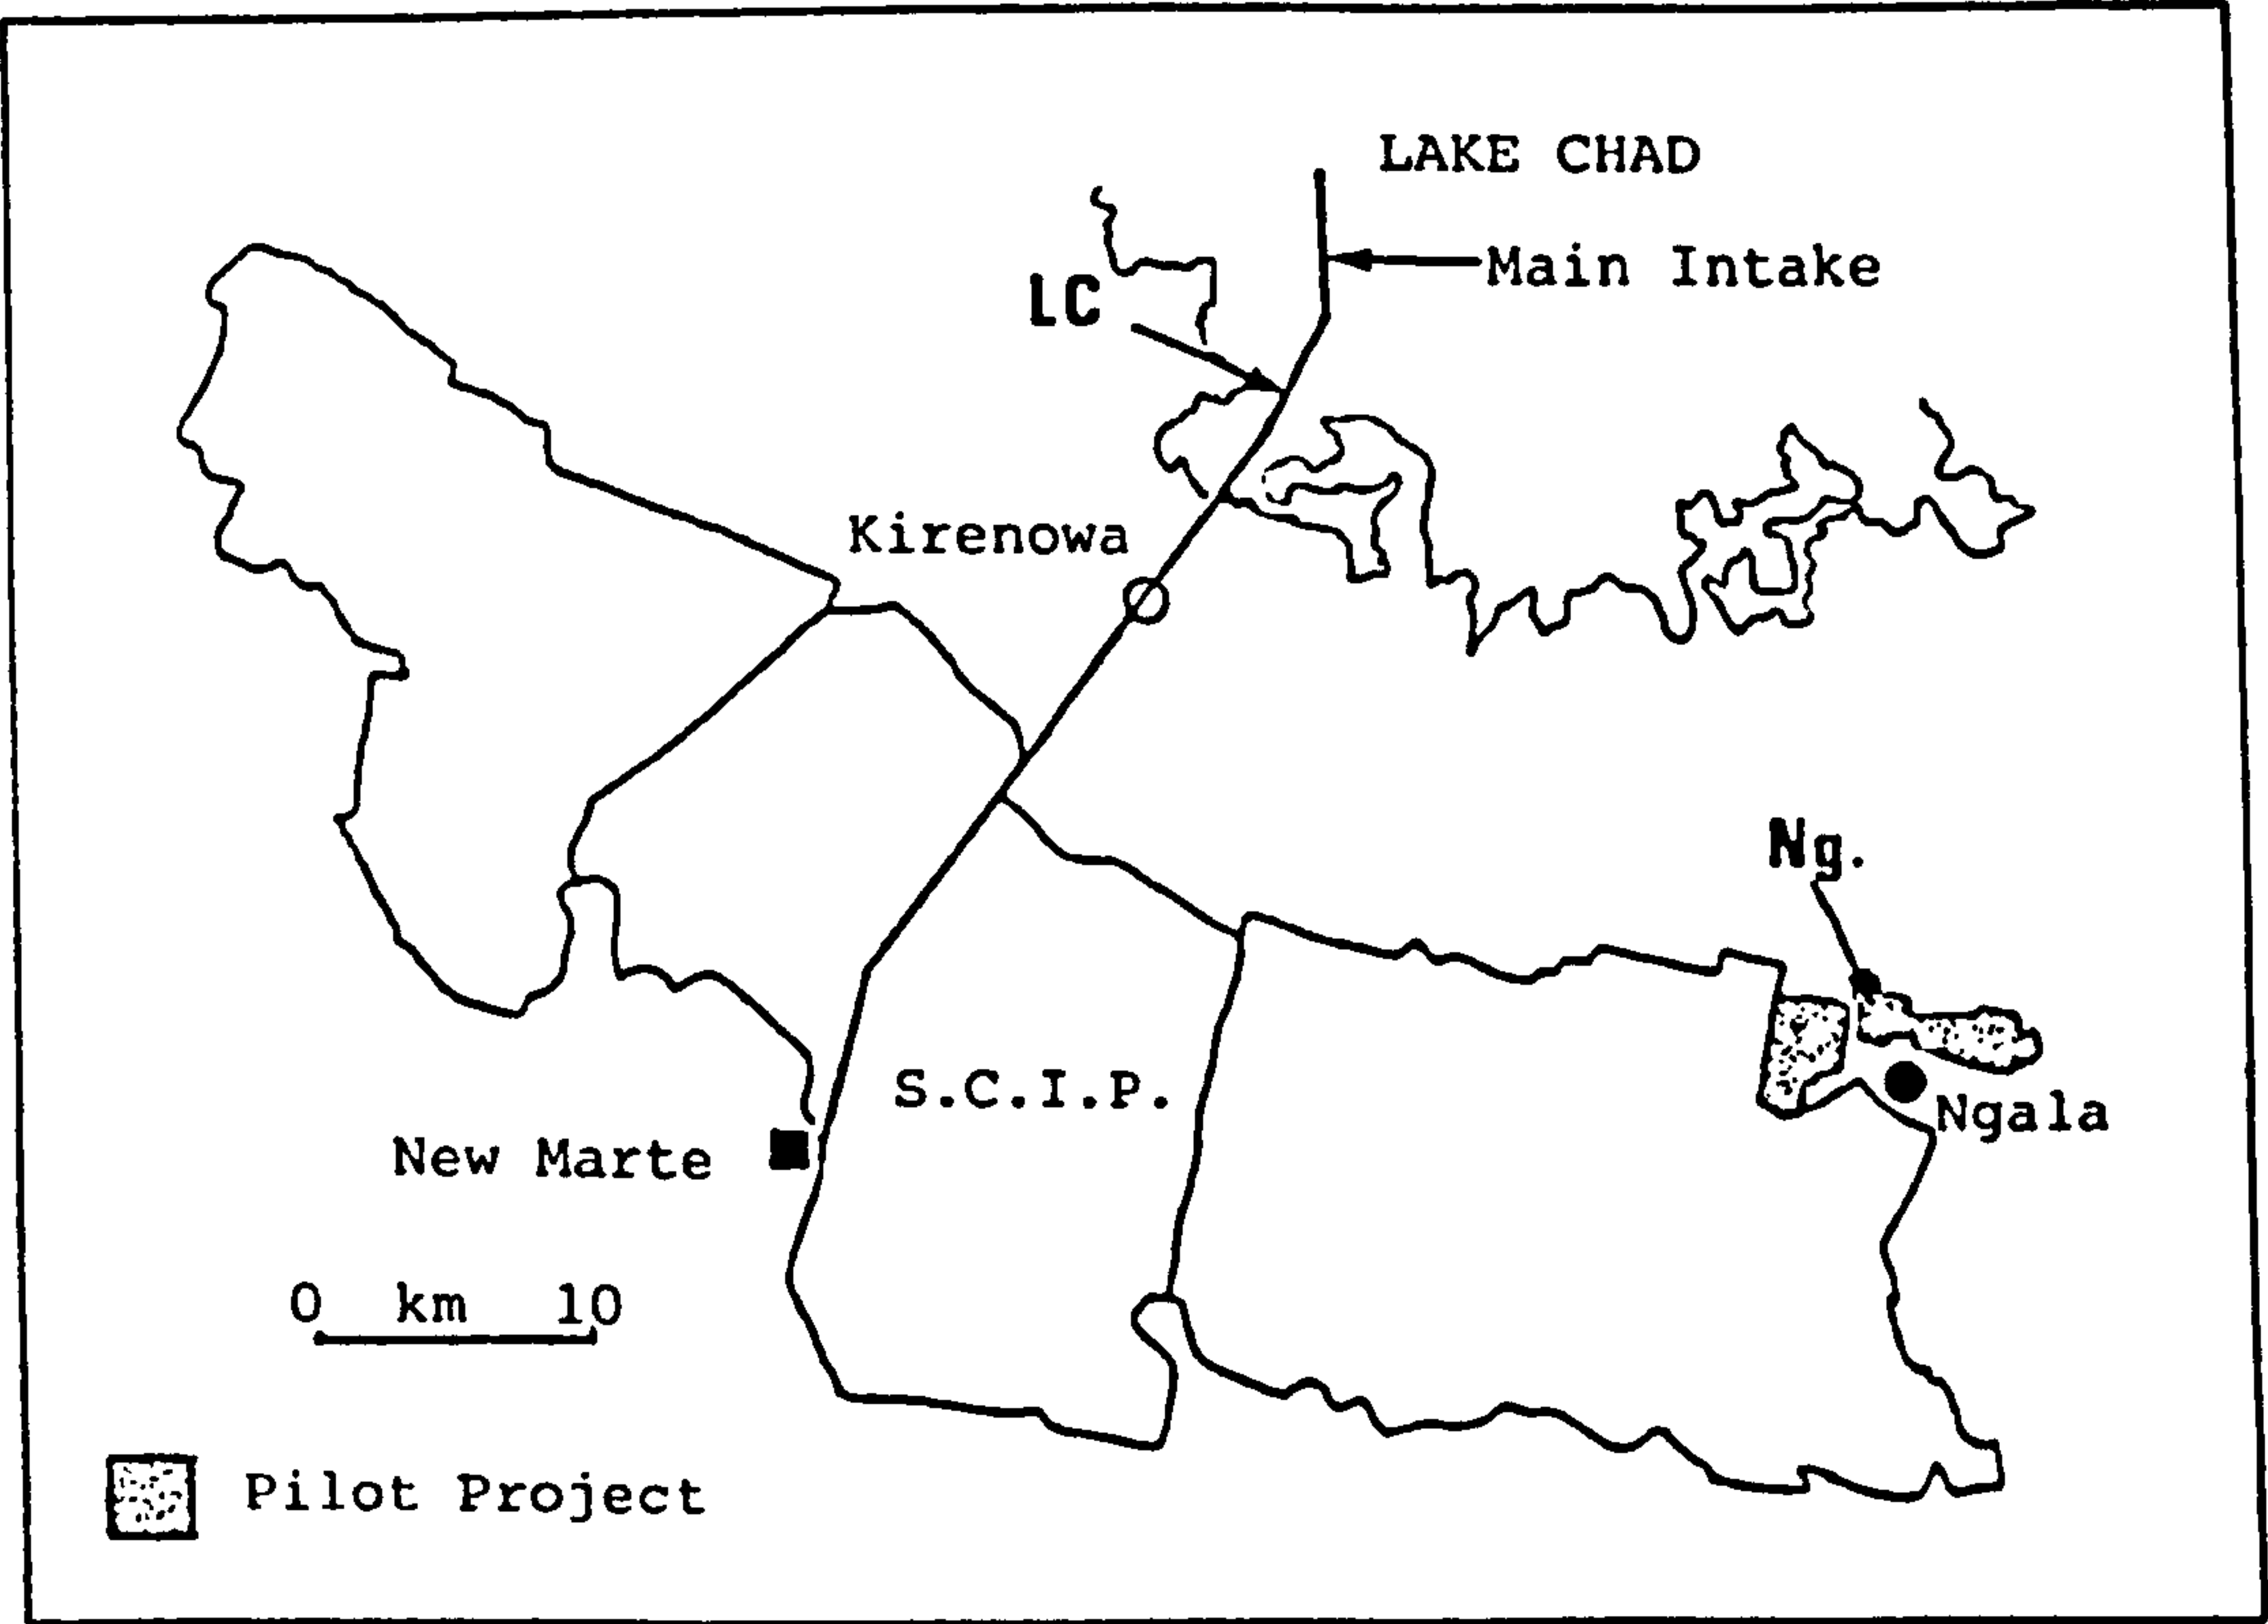 LAKE CHAD
Main Intake
LC
Kirenowa
Ng.
Ngala
S.C.I.P.
New Marte
0 km 10
Pilot Project